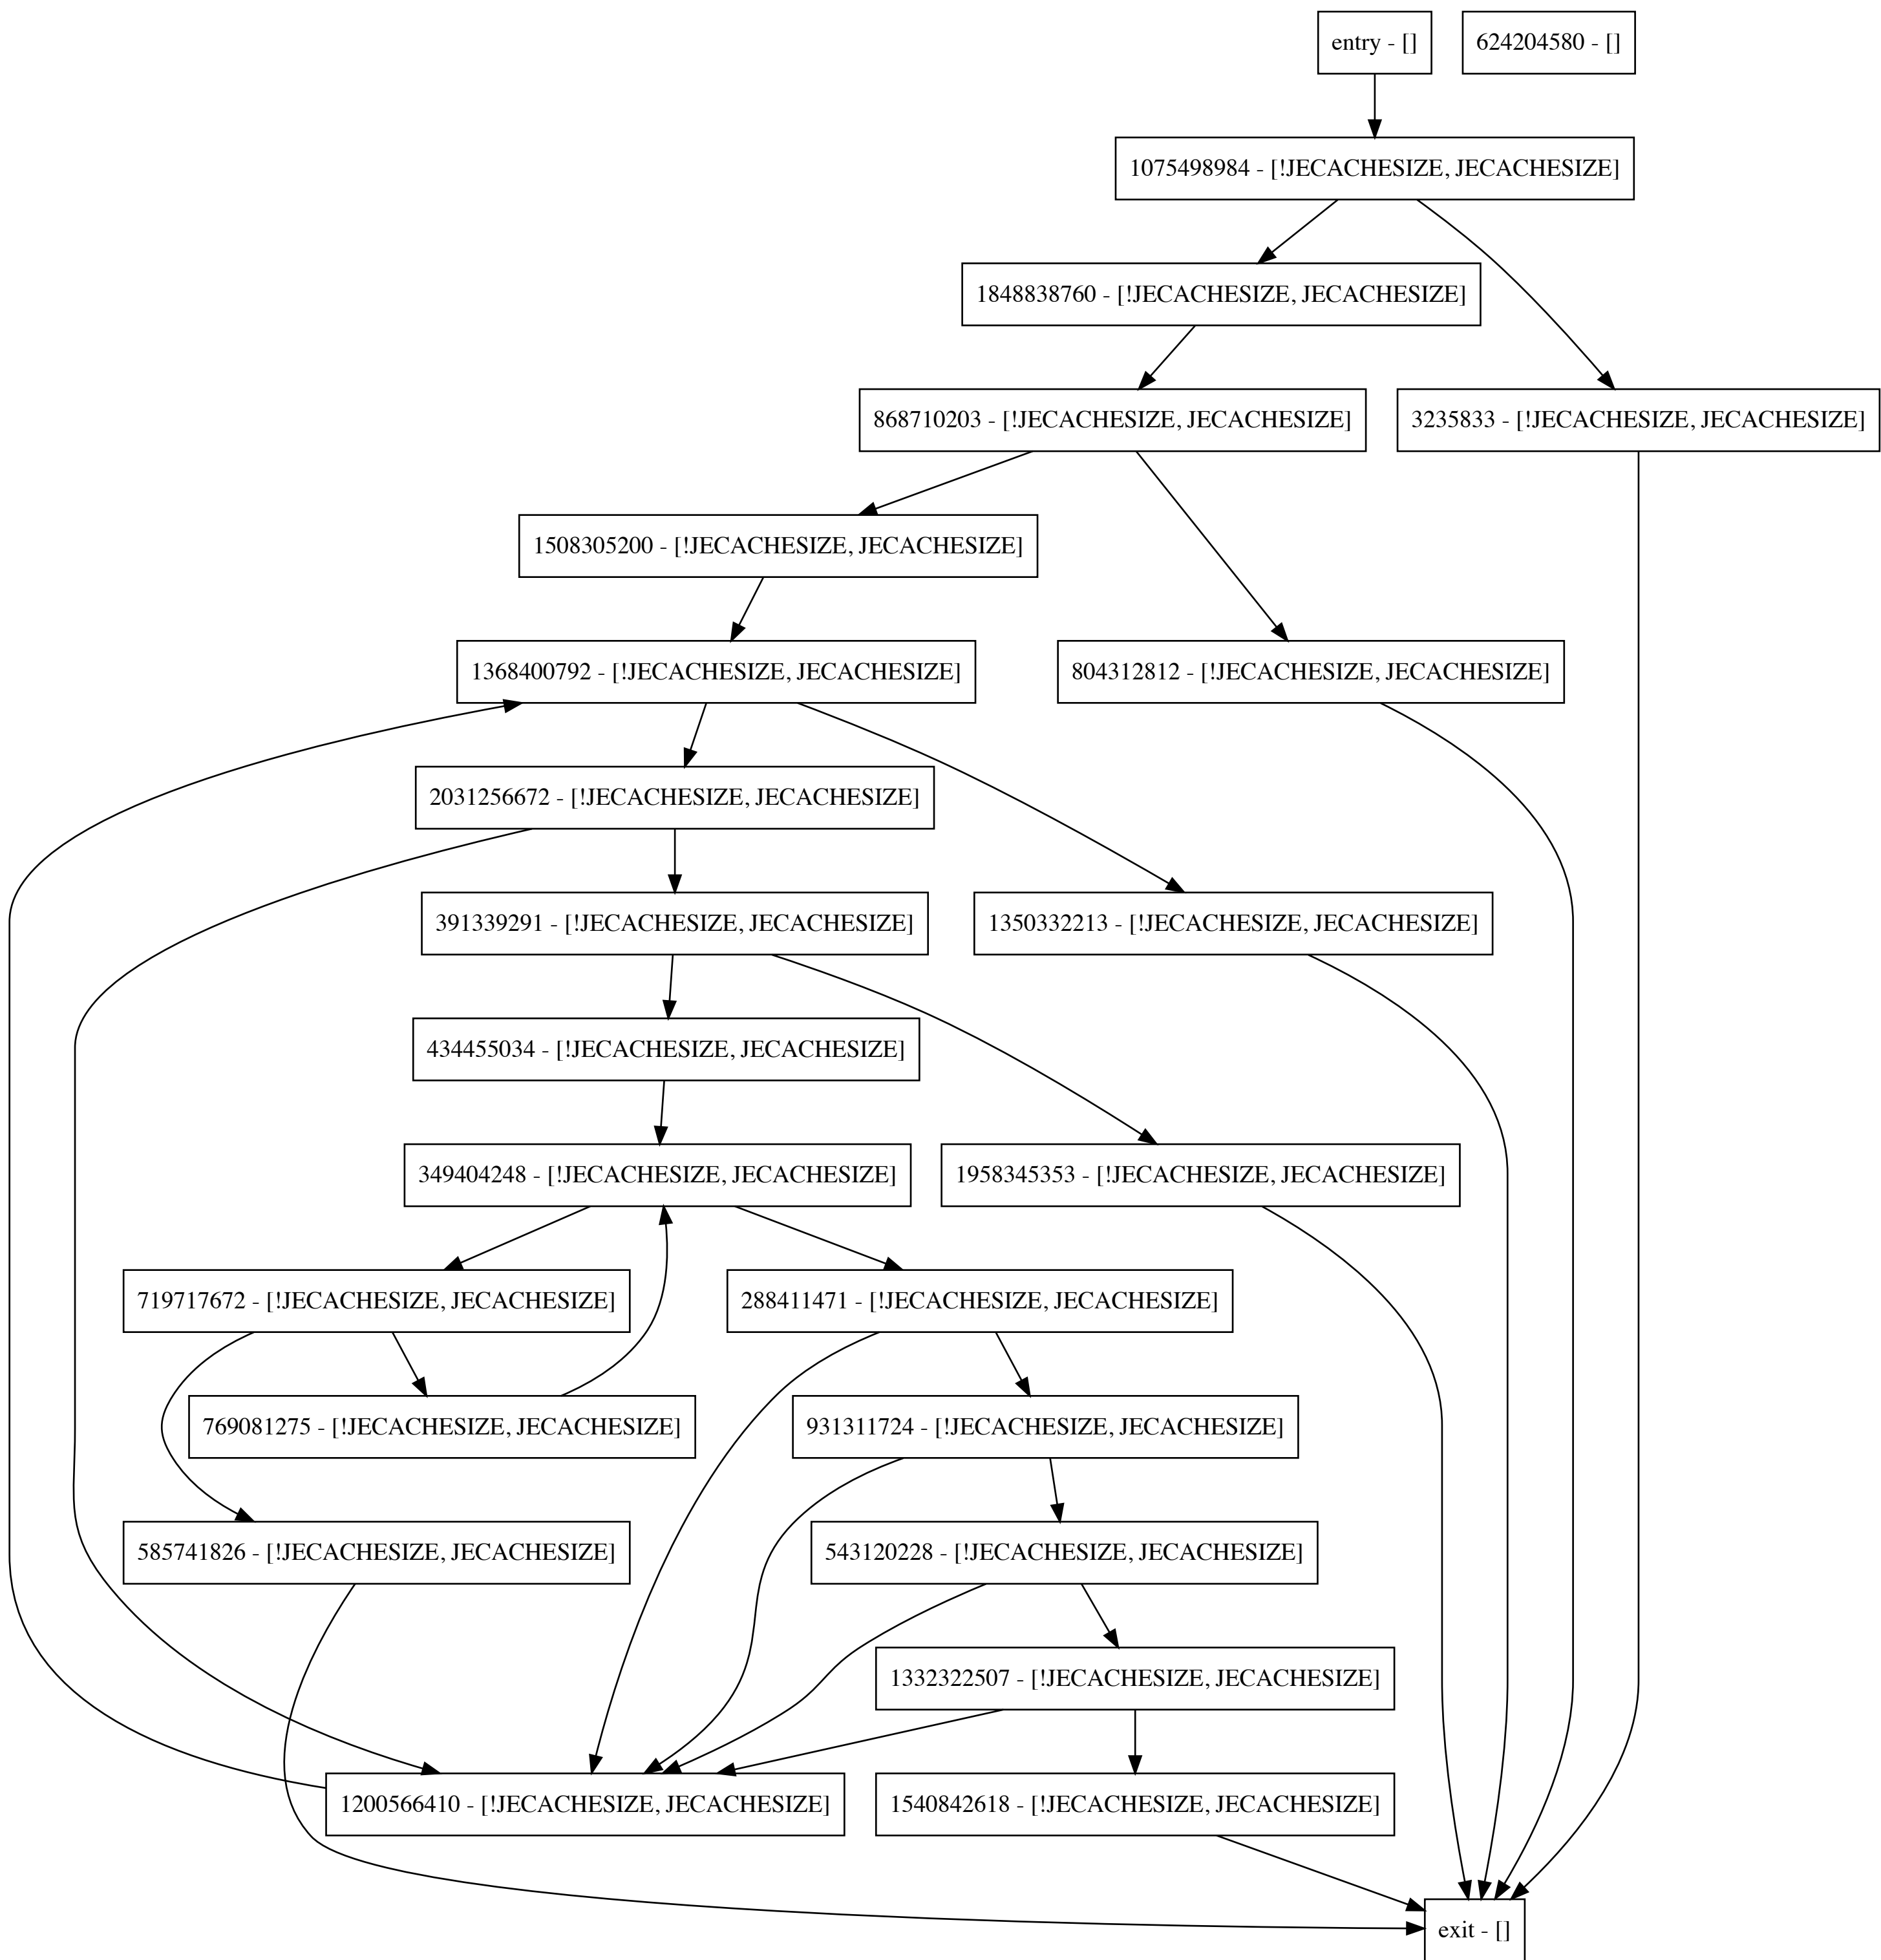 entry - []
624204580 - []
1075498984 - [!JECACHESIZE, JECACHESIZE]
1848838760 - [!JECACHESIZE, JECACHESIZE]
868710203 - [!JECACHESIZE, JECACHESIZE]
3235833 - [!JECACHESIZE, JECACHESIZE]
1508305200 - [!JECACHESIZE, JECACHESIZE]
1368400792 - [!JECACHESIZE, JECACHESIZE]
804312812 - [!JECACHESIZE, JECACHESIZE]
2031256672 - [!JECACHESIZE, JECACHESIZE]
391339291 - [!JECACHESIZE, JECACHESIZE]
1350332213 - [!JECACHESIZE, JECACHESIZE]
434455034 - [!JECACHESIZE, JECACHESIZE]
349404248 - [!JECACHESIZE, JECACHESIZE]
1958345353 - [!JECACHESIZE, JECACHESIZE]
719717672 - [!JECACHESIZE, JECACHESIZE]
288411471 - [!JECACHESIZE, JECACHESIZE]
769081275 - [!JECACHESIZE, JECACHESIZE]
931311724 - [!JECACHESIZE, JECACHESIZE]
585741826 - [!JECACHESIZE, JECACHESIZE]
543120228 - [!JECACHESIZE, JECACHESIZE]
1332322507 - [!JECACHESIZE, JECACHESIZE]
1200566410 - [!JECACHESIZE, JECACHESIZE]
1540842618 - [!JECACHESIZE, JECACHESIZE]
exit - []